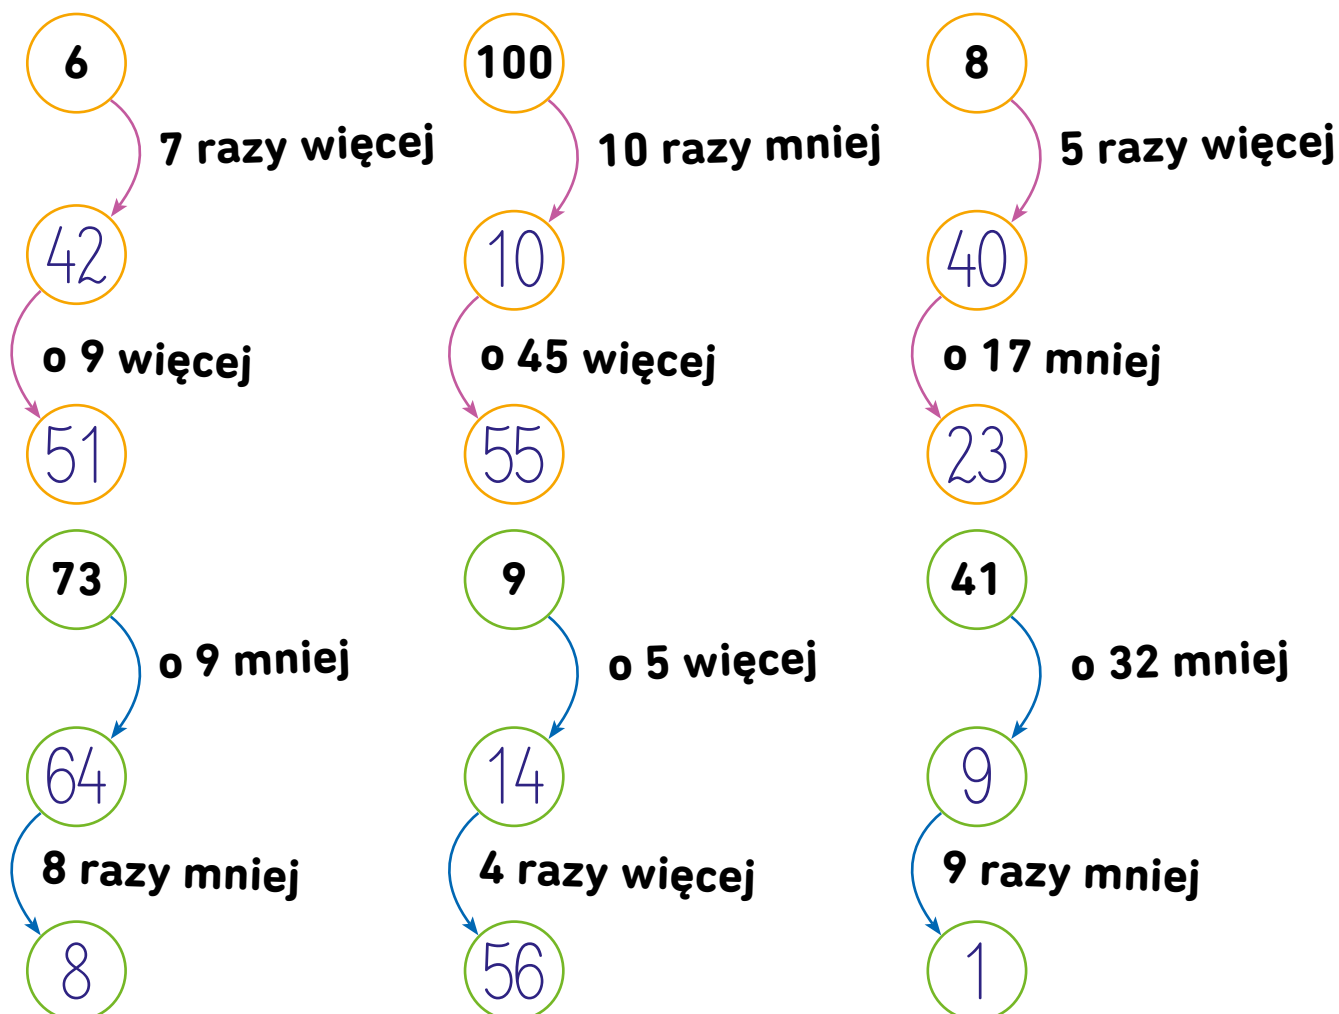 6 100 8
7 razy więcej 10 razy mniej 5 razy więcej
42 10 40
o 9 więcej o 45 więcej o 17 mniej
51 55 23
73 9 41
o 9 mniej o 5 więcej o 32 mniej
64 14 9
8 razy mniej 4 razy więcej 9 razy mniej
8 56 1